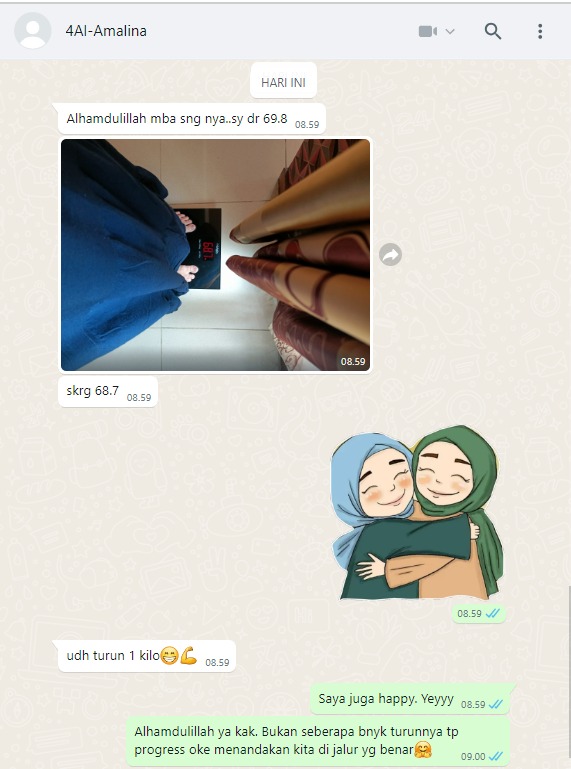 4Al-Amalina
HARI INI
Alhamdulillah mba sng nya..sy dr 69.8 08.59
08.59
skrg 68.7 08.59
08.59
udh turun 1 kilo😁💪 08.59
Saya juga happy. Yeyyy 08.59
Alhamdulillah ya kak. Bukan seberapa bnyk turunnya tp
progress oke menandakan kita di jalur yg benar🤗 09.00